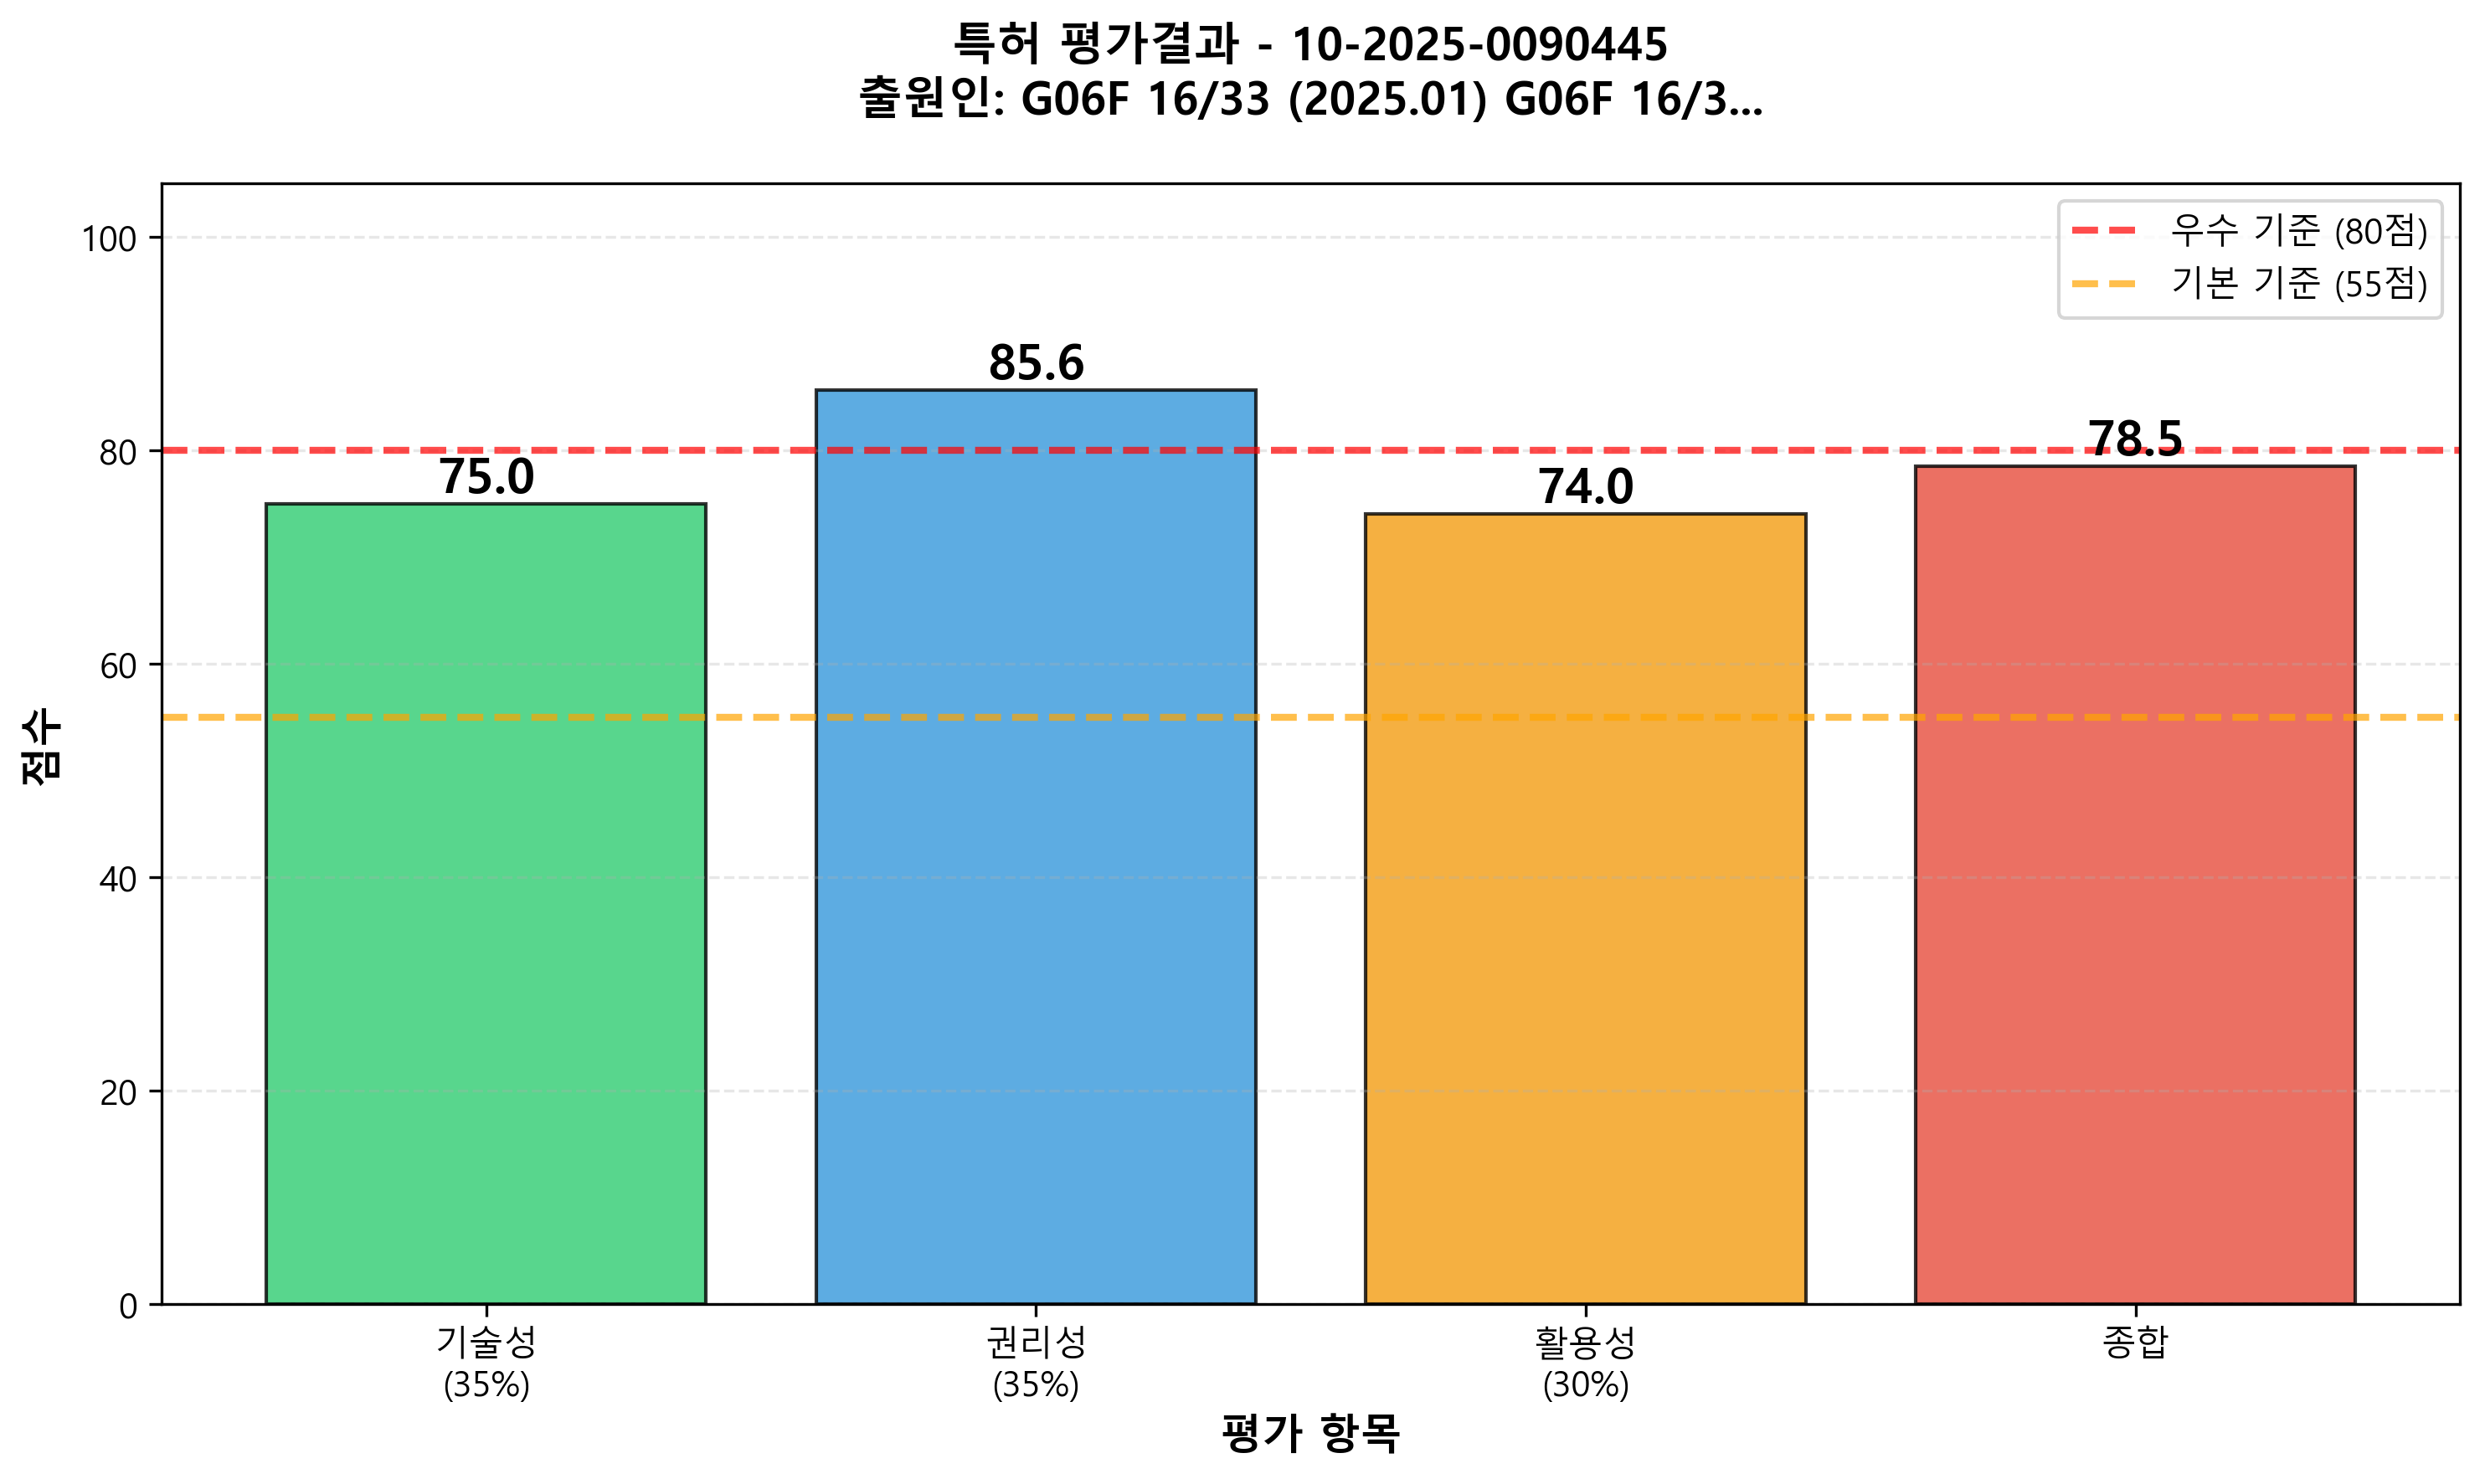 특허 평가결과 - 10-2025-0090445
출원인: G06F 16/33 (2025.01) G06F 16/3...
우수 기준 (80점)
기본 기준 (55점)
100
80
60
40
20
0
점수
75.0
85.6
74.0
78.5
기술성
(35%)
권리성
(35%)
활용성
(30%)
종합
평가 항목